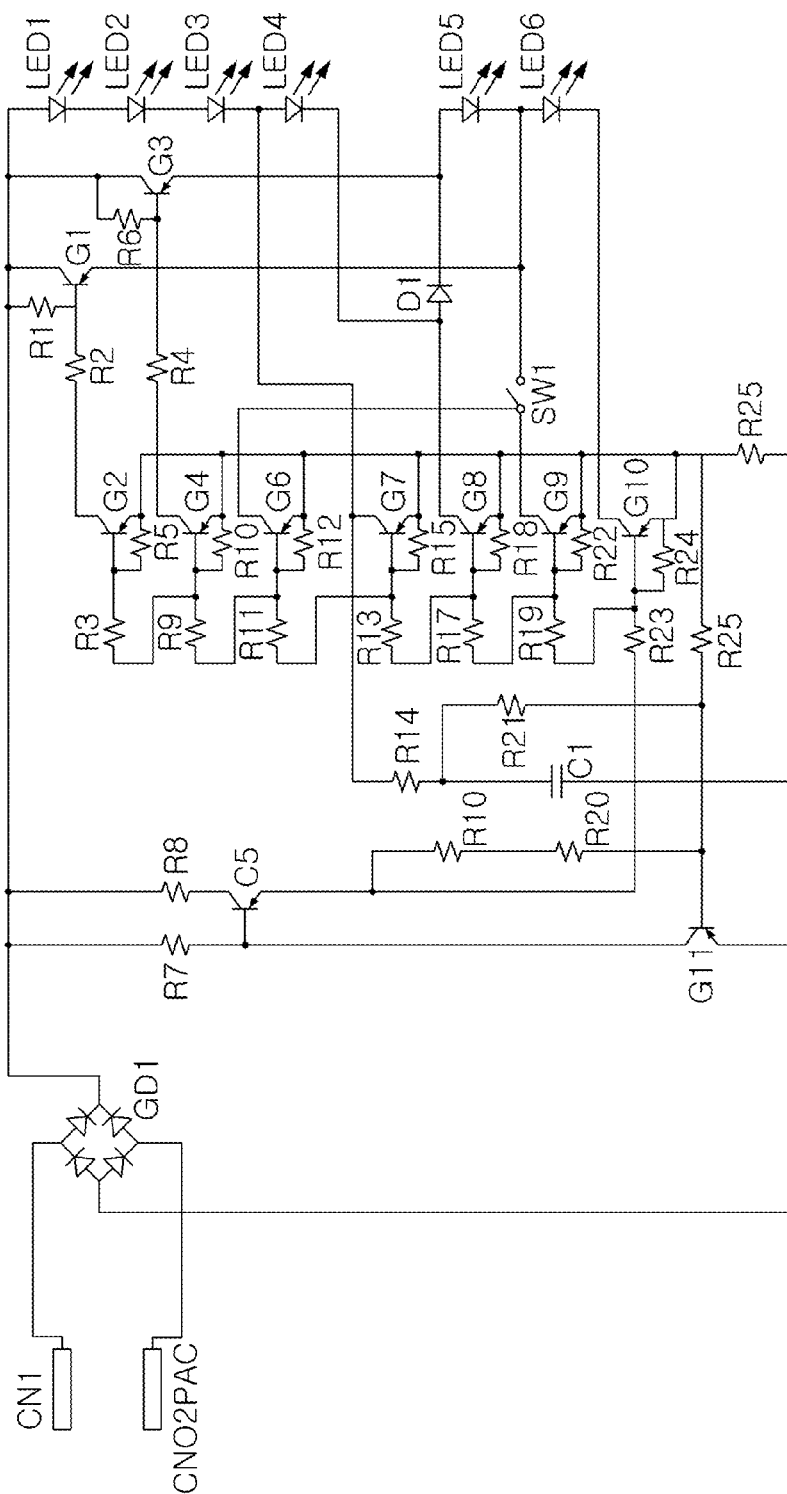 LED1
LED2
LED3
LED4
LED5
LED6
G3
R6
G1
R1
D1
R2
R4
SW1
R25
G2
G4
G6
G7
G8
G9
G10
R5
R10
R12
R15
R18
R22
R24
R3
R9
R11
R13
R17
R19
R23
R25
R14
R21
C1
R10
R20
R8
C5
R7
G11
GD1
CN1
CNO2PAC